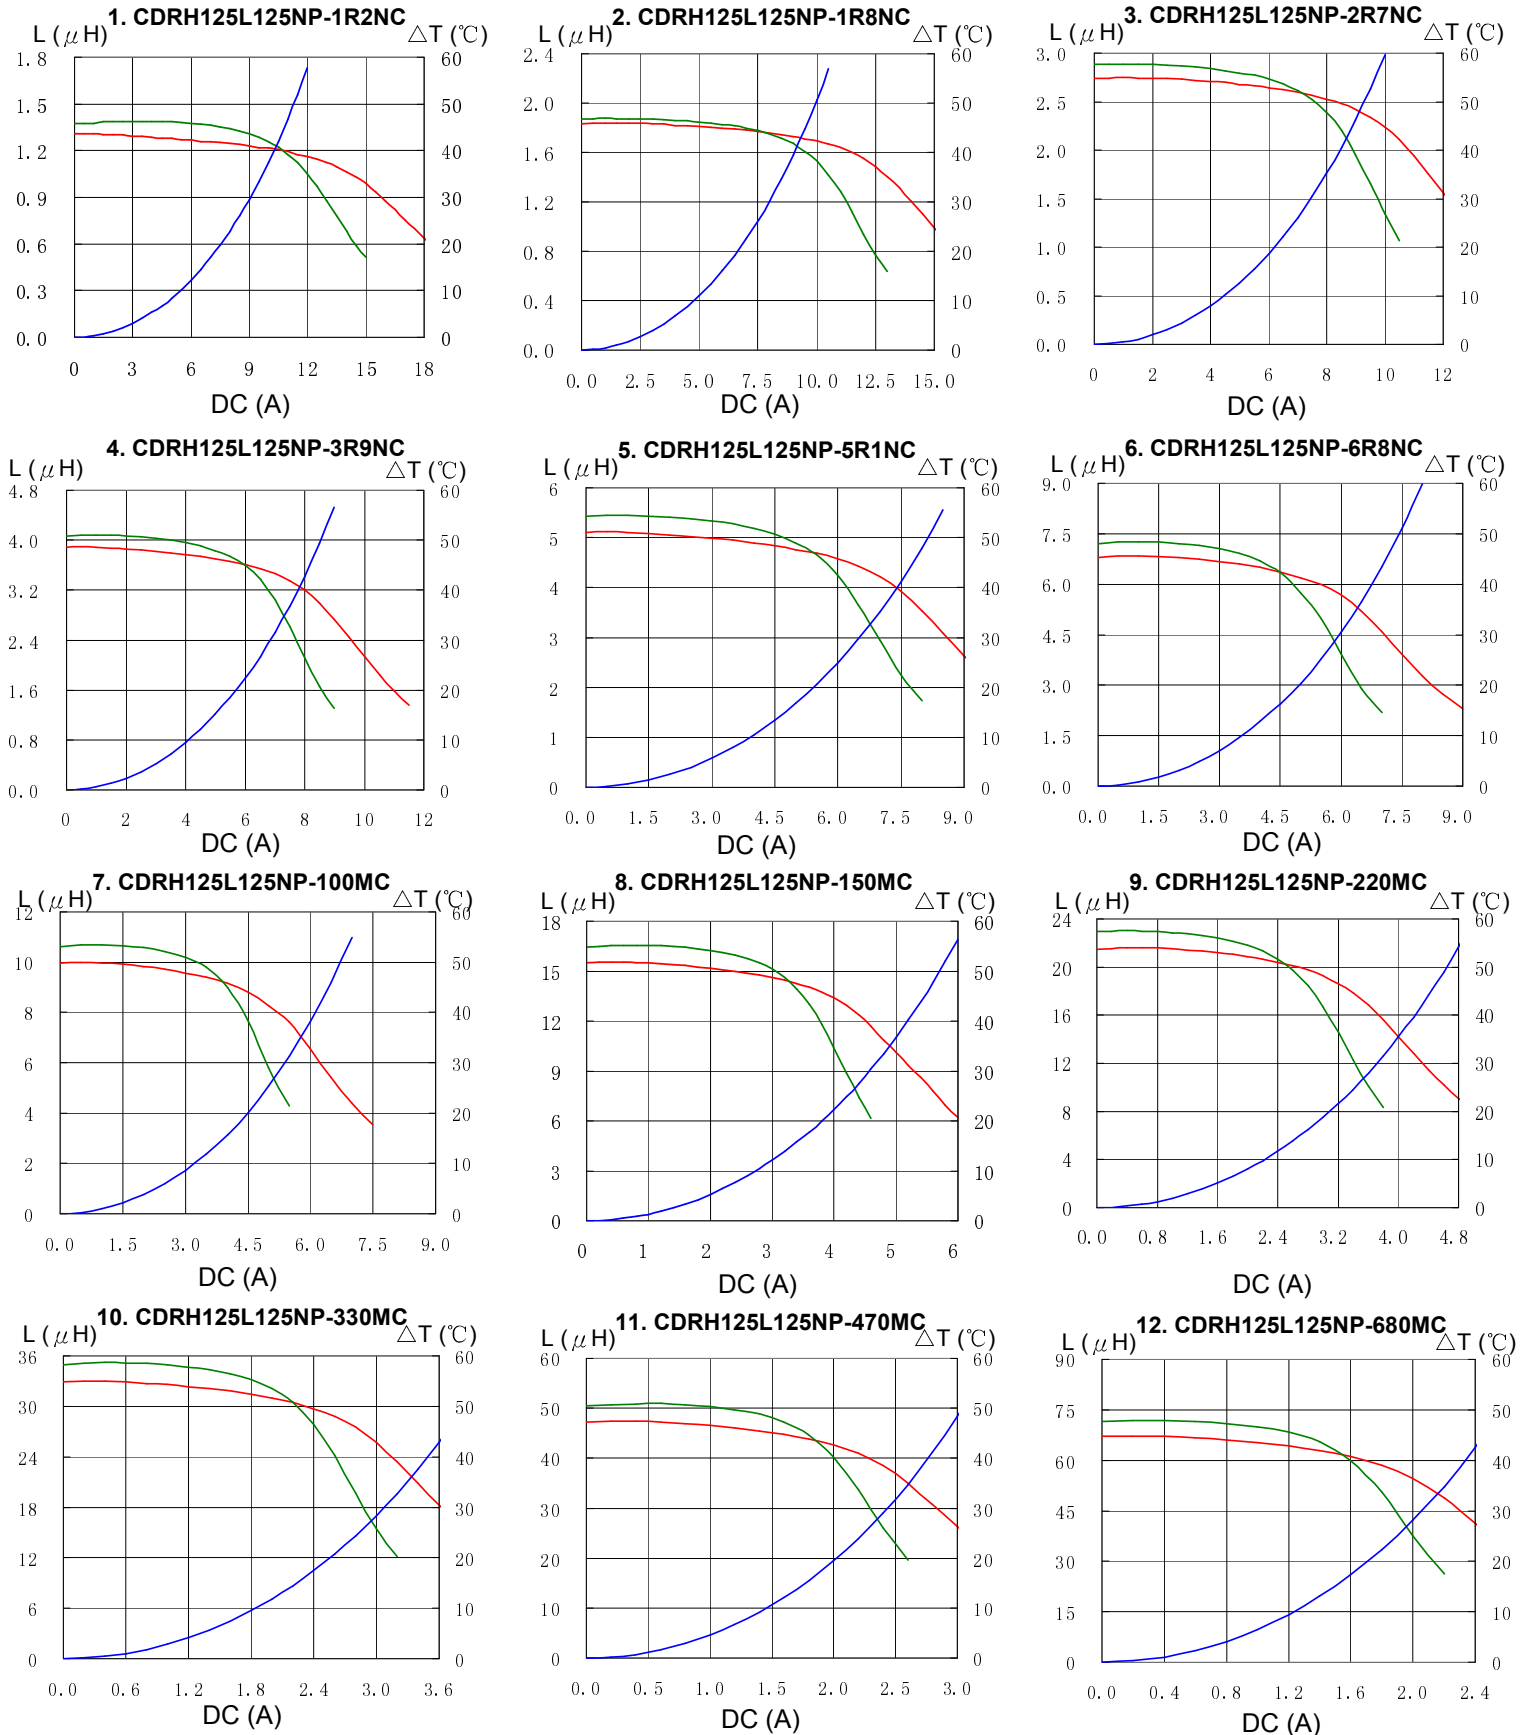 1. CDRH125L125NP-1R2NC
L (μH)
△T (℃)
1.8
1.5
1.2
0.9
0.6
0.3
0.0
60
50
40
30
20
10
0
0 3 6 9 12 15 18
DC (A)
2. CDRH125L125NP-1R8NC
L (μH)
△T (℃)
2.4
2.0
1.6
1.2
0.8
0.4
0.0
60
50
40
30
20
10
0
0.0 2.5 5.0 7.5 10.0 12.5 15.0
DC (A)
3. CDRH125L125NP-2R7NC
L (μH)
△T (℃)
3.0
2.5
2.0
1.5
1.0
0.5
0.0
60
50
40
30
20
10
0
0 2 4 6 8 10 12
DC (A)
4. CDRH125L125NP-3R9NC
L (μH)
△T (℃)
4.8
4.0
3.2
2.4
1.6
0.8
0.0
60
50
40
30
20
10
0
0 2 4 6 8 10 12
DC (A)
5. CDRH125L125NP-5R1NC
L (μH)
△T (℃)
6
5
4
3
2
1
0
60
50
40
30
20
10
0
0.0 1.5 3.0 4.5 6.0 7.5 9.0
DC (A)
6. CDRH125L125NP-6R8NC
L (μH)
△T (℃)
9.0
7.5
6.0
4.5
3.0
1.5
0.0
60
50
40
30
20
10
0
0.0 1.5 3.0 4.5 6.0 7.5 9.0
DC (A)
7. CDRH125L125NP-100MC
L (μH)
△T (℃)
12
10
8
6
4
2
0
60
50
40
30
20
10
0
0.0 1.5 3.0 4.5 6.0 7.5 9.0
DC (A)
8. CDRH125L125NP-150MC
L (μH)
△T (℃)
18
15
12
9
6
3
0
60
50
40
30
20
10
0
0 1 2 3 4 5 6
DC (A)
9. CDRH125L125NP-220MC
L (μH)
△T (℃)
24
20
16
12
8
4
0
60
50
40
30
20
10
0
0.0 0.8 1.6 2.4 3.2 4.0 4.8
DC (A)
10. CDRH125L125NP-330MC
L (μH)
△T (℃)
36
30
24
18
12
6
0
60
50
40
30
20
10
0
0.0 0.6 1.2 1.8 2.4 3.0 3.6
DC (A)
11. CDRH125L125NP-470MC
L (μH)
△T (℃)
60
50
40
30
20
10
0
60
50
40
30
20
10
0
0.0 0.5 1.0 1.5 2.0 2.5 3.0
DC (A)
12. CDRH125L125NP-680MC
L (μH)
△T (℃)
90
75
60
45
30
15
0
60
50
40
30
20
10
0
0.0 0.4 0.8 1.2 1.6 2.0 2.4
DC (A)